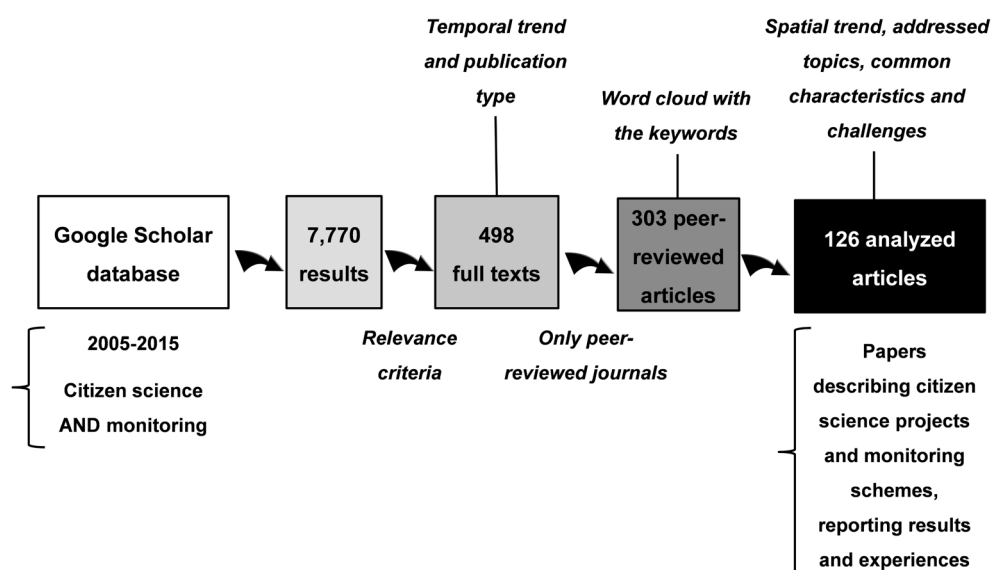 Temporal trend
and publication
type
Spatial trend, addressed
topics, common
characteristics and
challenges
Word cloud with
the keywords
Google Scholar
database
7,770
results
498
full texts
303 peer-
reviewed
articles
126 analyzed
articles
2005-2015
Citizen science
AND monitoring
Relevance
criteria
Only peer-
reviewed journals
Papers
describing citizen
science projects
and monitoring
schemes,
reporting results
and experiences